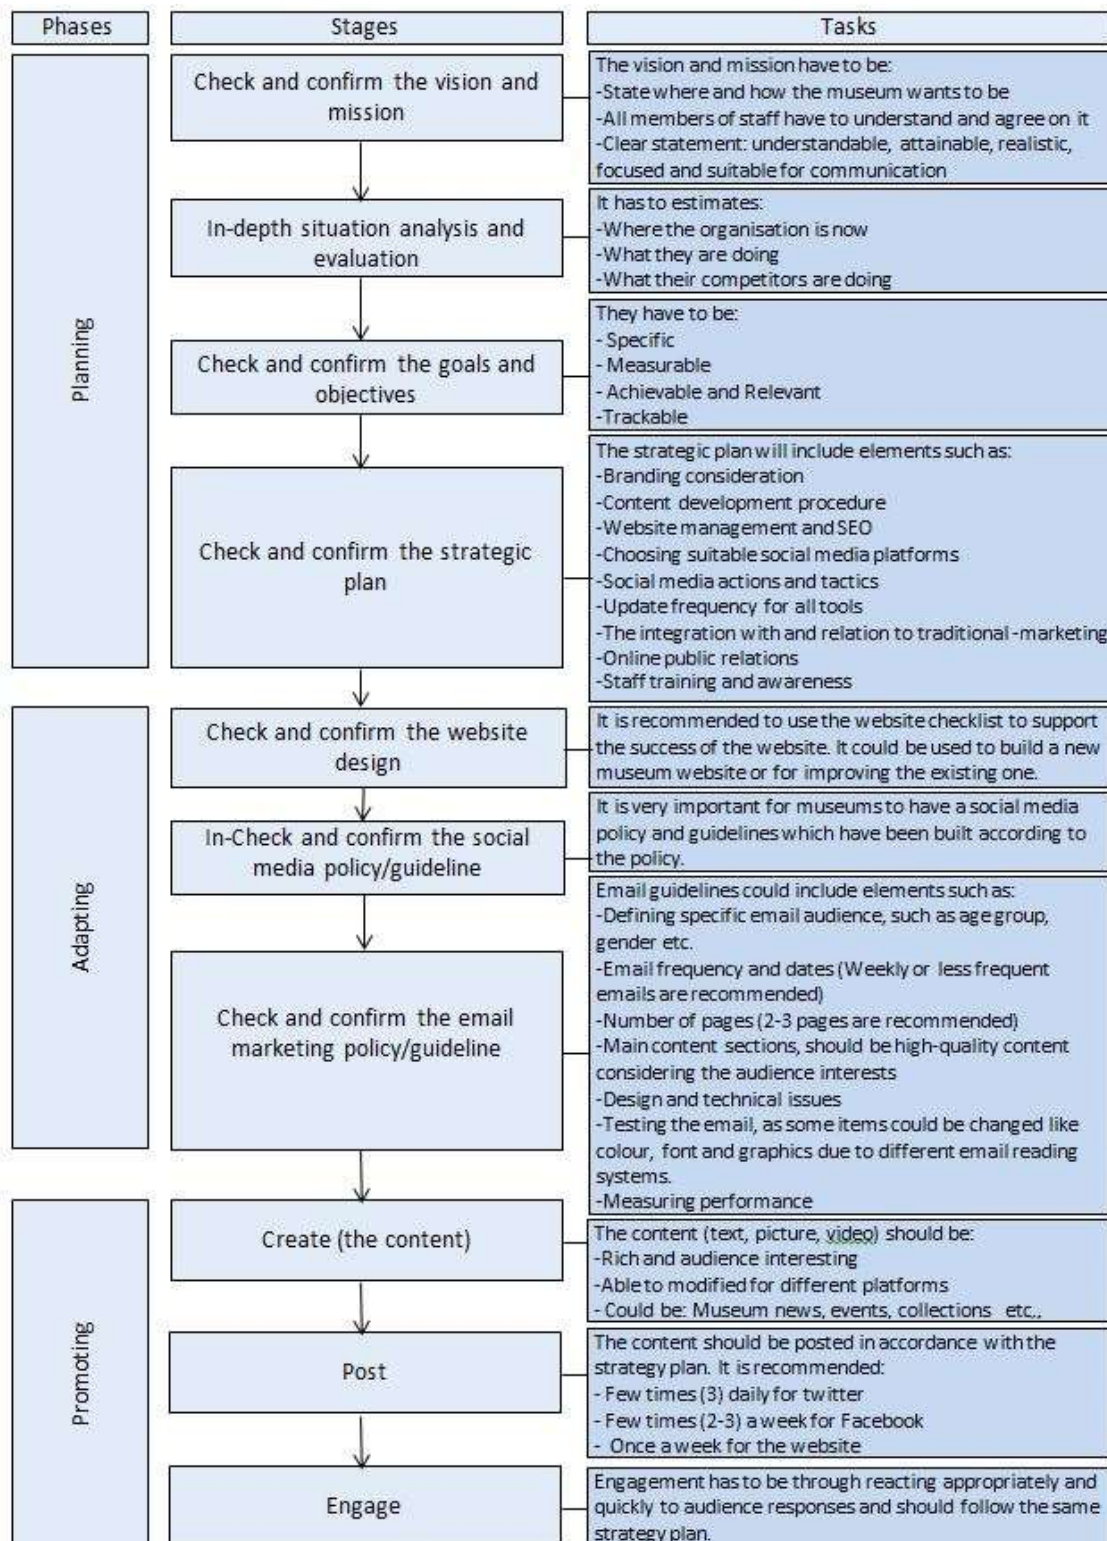 Phases
Stages
Tasks
Planning
Check and confirm the vision and
mission
The vision and mission have to be:
-State where and how the museum wants to be
-All members of staff have to understand and agree on it
-Clear statement: understandable, attainable, realistic,
focused and suitable for communication
In-depth situation analysis and
evaluation
It has to estimates:
-Where the organisation is now
-What they are doing
-What their competitors are doing
Check and confirm the goals and
objectives
They have to be:
- Specific
- Measurable
- Achievable and Relevant
-Trackable
Check and confirm the strategic
plan
The strategic plan will include elements such as:
-Branding consideration
-Content development procedure
-Website management and SEO
-Choosing suitable social media platforms
-Social media actions and tactics
-Update frequency for all tools
-The integration with and relation to traditional-marketing
-Online public relations
-Staff training and awareness
Adapting
Check and confirm the website
design
It is recommended to use the website checklist to support
the success of the website. It could be used to build a new
museum website or for improving the existing one.
In-Check and confirm the social
media policy/guideline
It is very important for museums to have a social media
policy and guidelines which have been built according to
the policy.
Check and confirm the email
marketing policy/guideline
Email guidelines could include elements such as:
-Defining specific email audience, such as age group,
gender etc.
-Email frequency and dates (Weekly or less frequent
emails are recommended)
-Number of pages (2-3 pages are recommended)
-Main content sections, should be high-quality content
considering the audience interests
-Design and technical issues
-Testing the email, as some items could be changed like
colour, font and graphics due to different email reading
systems.
-Measuring performance
Promoting
Create (the content)
The content (text, picture, video) should be:
-Rich and audience interesting
-Able to modified for different platforms
- Could be: Museum news, events, collections etc.,
Post
The content should be posted in accordance with the
strategy plan. It is recommended:
- Few times (3) daily for twitter
- Few times (2-3) a week for Facebook
- Once a week for the website
Engage
Engagement has to be through reacting appropriately and
quickly to audience responses and should follow the same
strategy plan.